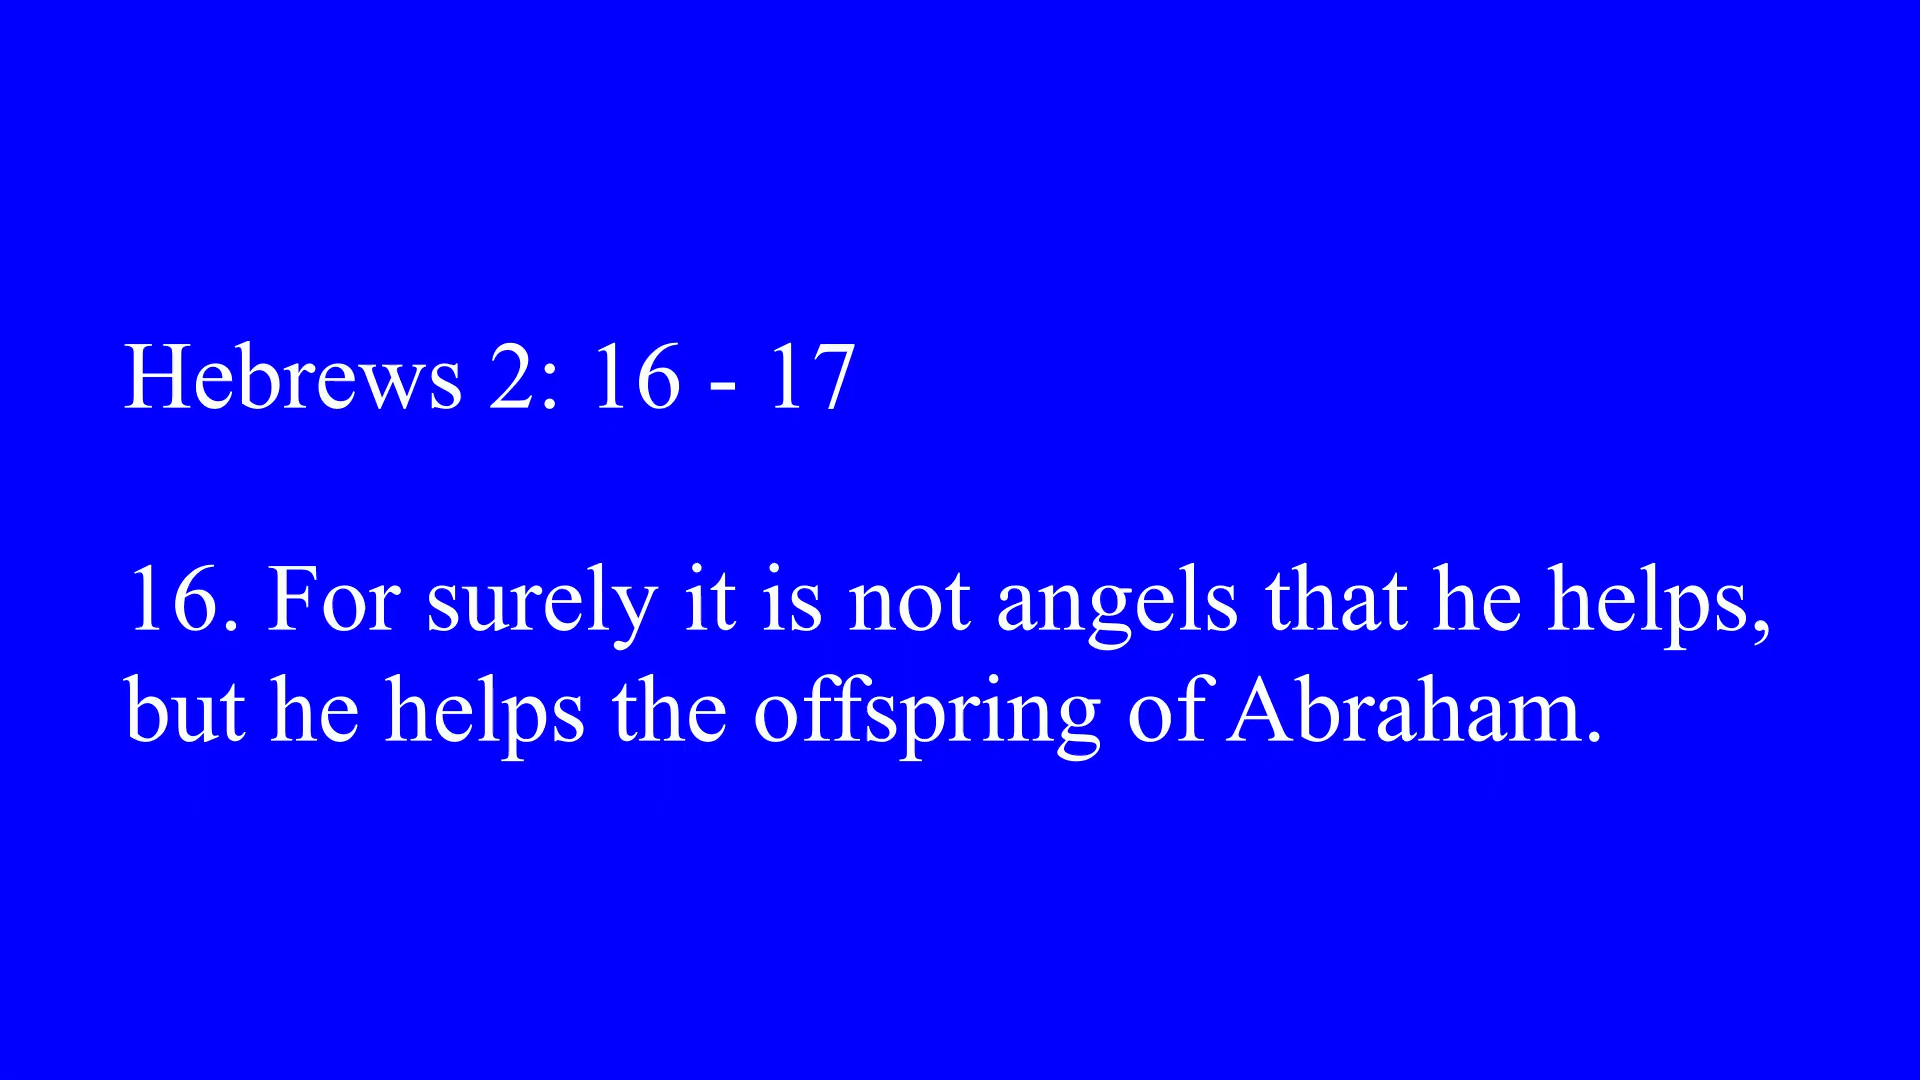 Hebrews 2: 16 - 17
16. For surely it is not angels that he helps,
but he helps the offspring of Abraham.